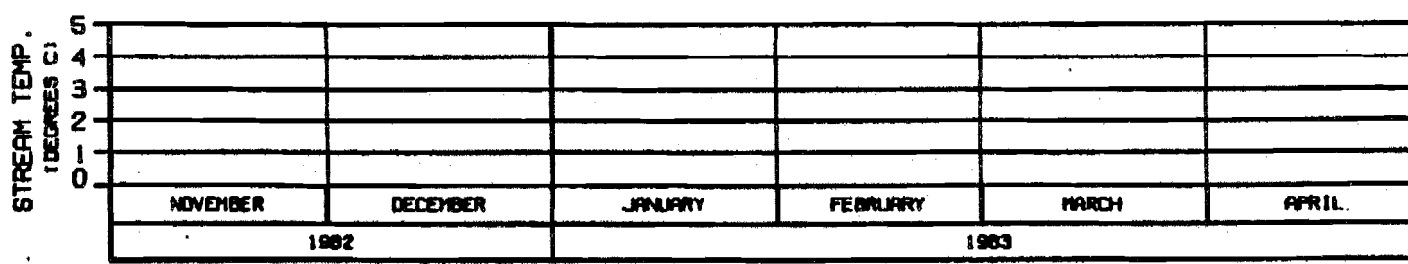 STREAM TEMP.
(DEGREES C)
5
4
3
2
1
0
NOVEMBER DECEMBER JANUARY FEBRUARY MARCH APRIL
1982 1983